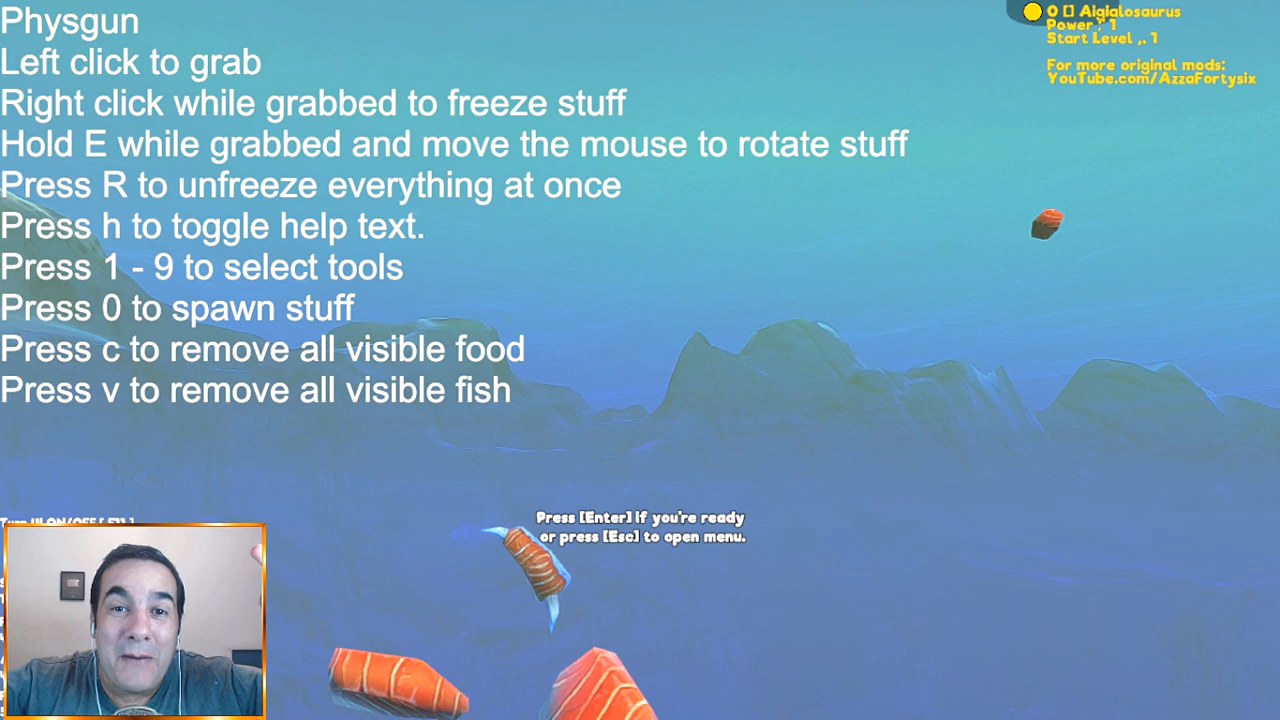 Physgun
Left click to grab
Right click while grabbed to freeze stuff
Hold E while grabbed and move the mouse to rotate stuff
Press R to unfreeze everything at once
Press h to toggle help text.
Press 1 - 9 to select tools
Press 0 to spawn stuff
Press c to remove all visible food
Press v to remove all visible fish
0 Aigialosaurus
Power ; 1
Start Level ,. 1
For more original mods:
YouTube.com/AzzaFortysix
Press [Enter] if you're ready
or press [Esc] to open menu.